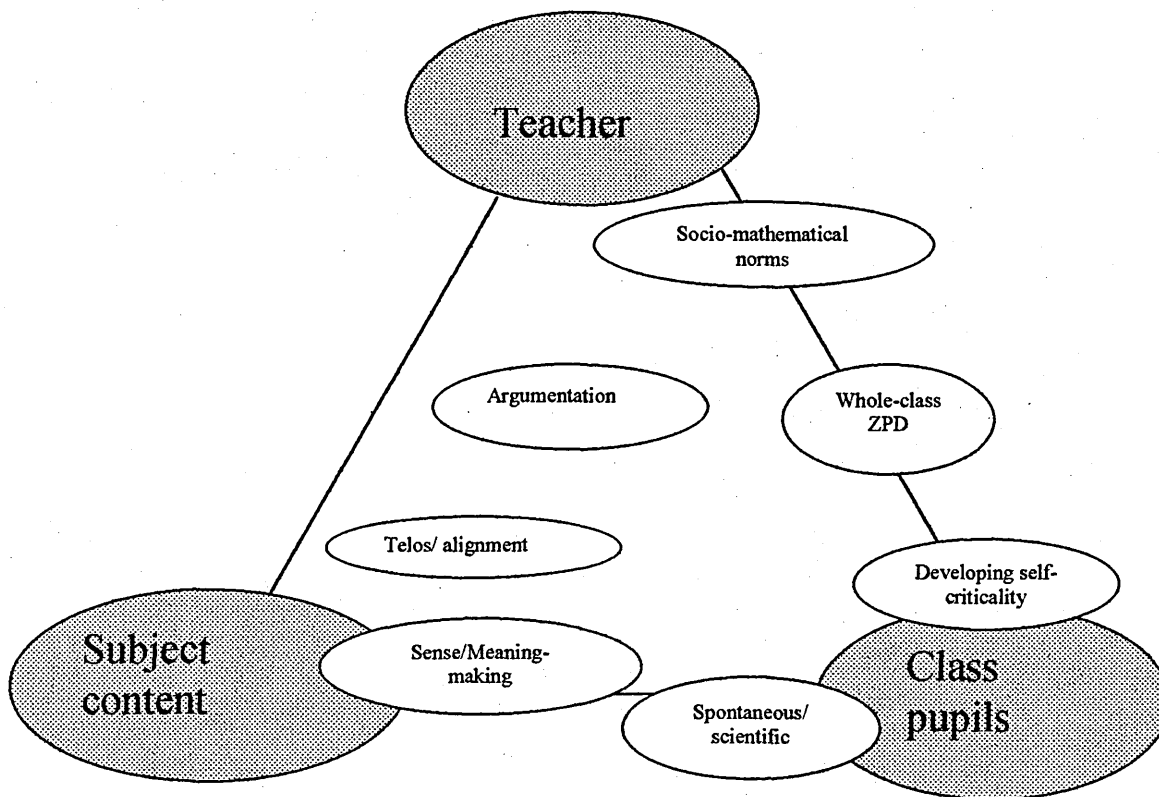 Teacher
Socio-mathematical
norms
Argumentation
Whole-class
ZPD
Telos/ alignment
Developing self-
criticality
Subject
content
Sense/Meaning-
making
Class
pupils
Spontaneous/
scientific